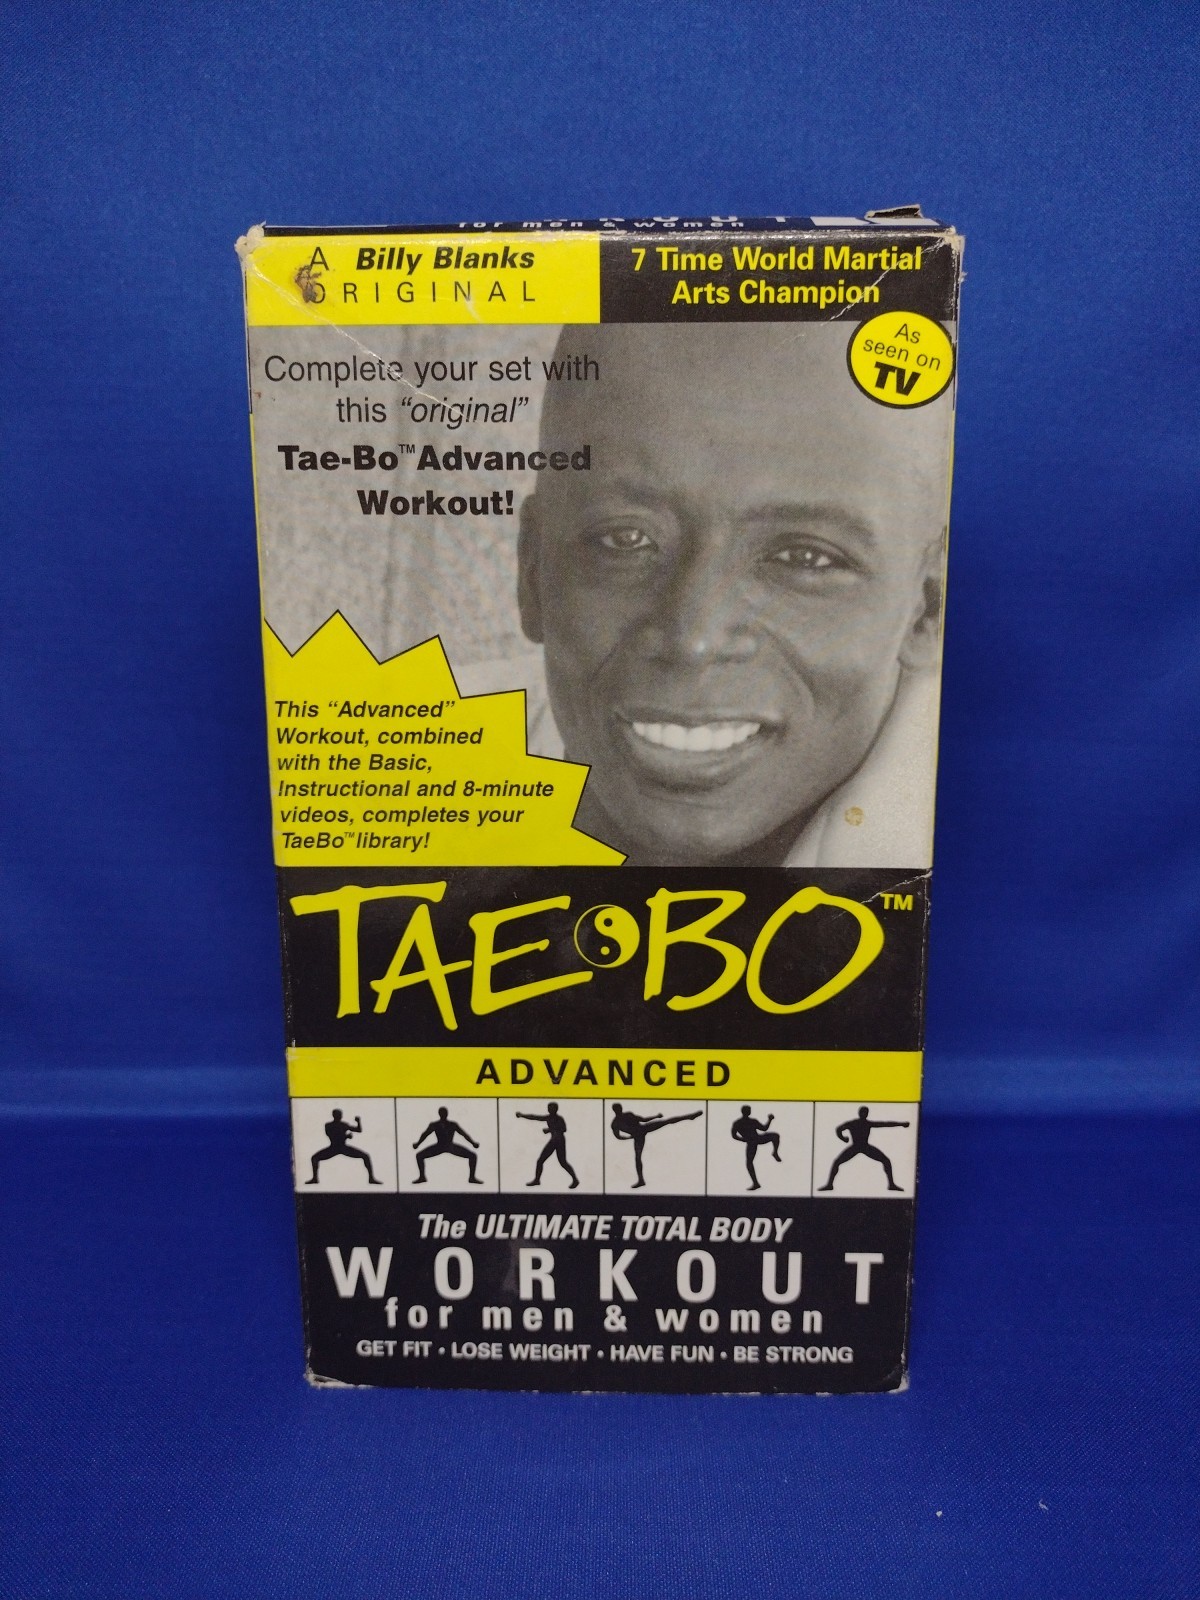 for men & women
A Billy Blanks
ORIGINAL
7 Time World Martial
Arts Champion
As
seen on
TV
Complete your set with
this “original”
Tae-Bo™ Advanced
Workout!
This “Advanced”
Workout, combined
with the Basic,
Instructional and 8-minute
videos, completes your
TaeBo™ library!
TAE BO™
ADVANCED
The ULTIMATE TOTAL BODY
WORKOUT
for men & women
GET FIT • LOSE WEIGHT • HAVE FUN • BE STRONG